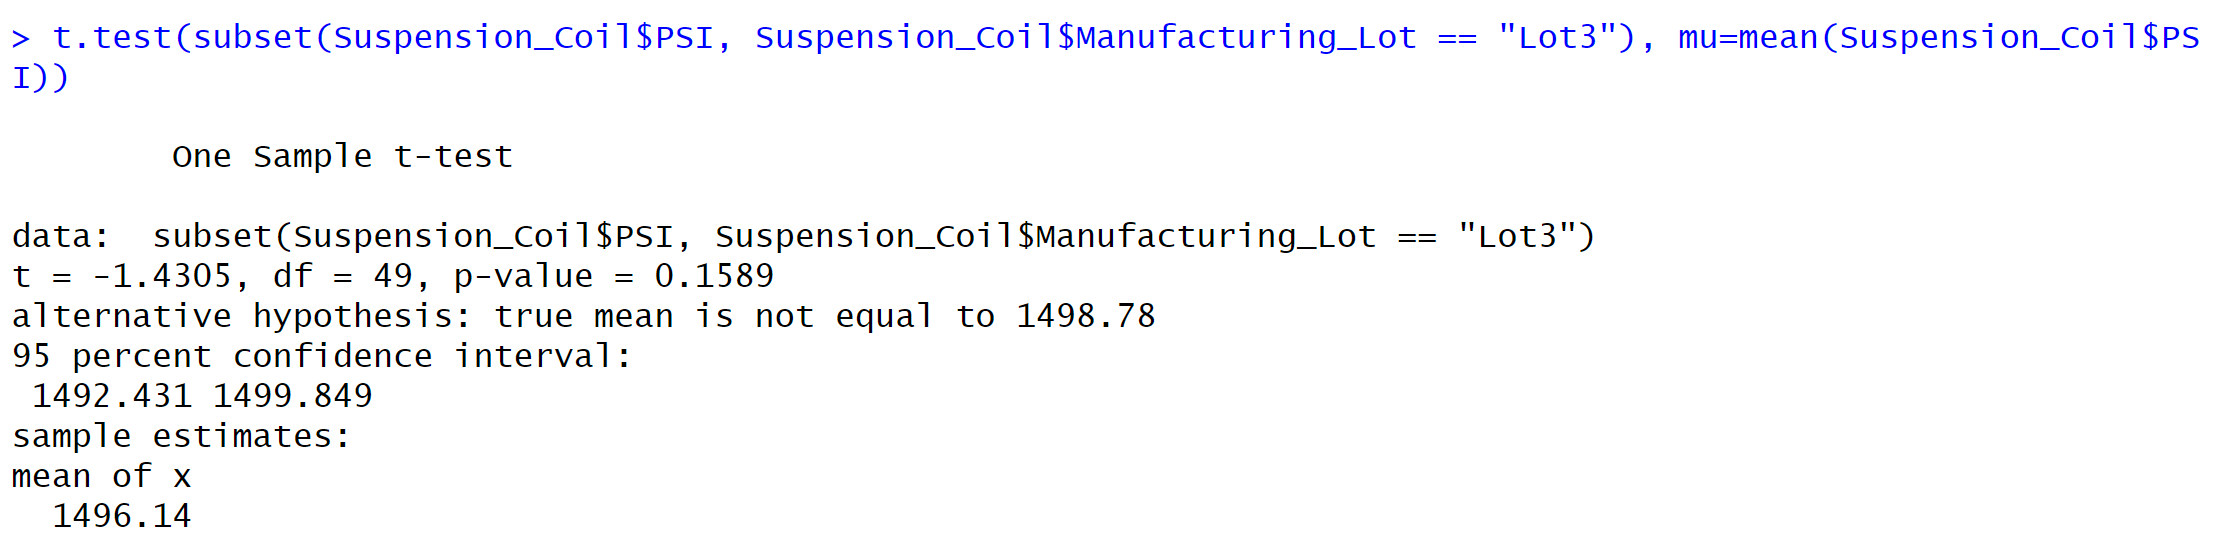 > t.test(subset(Suspension_Coil$PSI, Suspension_Coil$Manufacturing_Lot == "Lot3"), mu=mean(Suspension_Coil$PS
I))
One Sample t-test
data:  subset(Suspension_Coil$PSI, Suspension_Coil$Manufacturing_Lot == "Lot3")
t = -1.4305, df = 49, p-value = 0.1589
alternative hypothesis: true mean is not equal to 1498.78
95 percent confidence interval:
 1492.431 1499.849
sample estimates:
mean of x
  1496.14